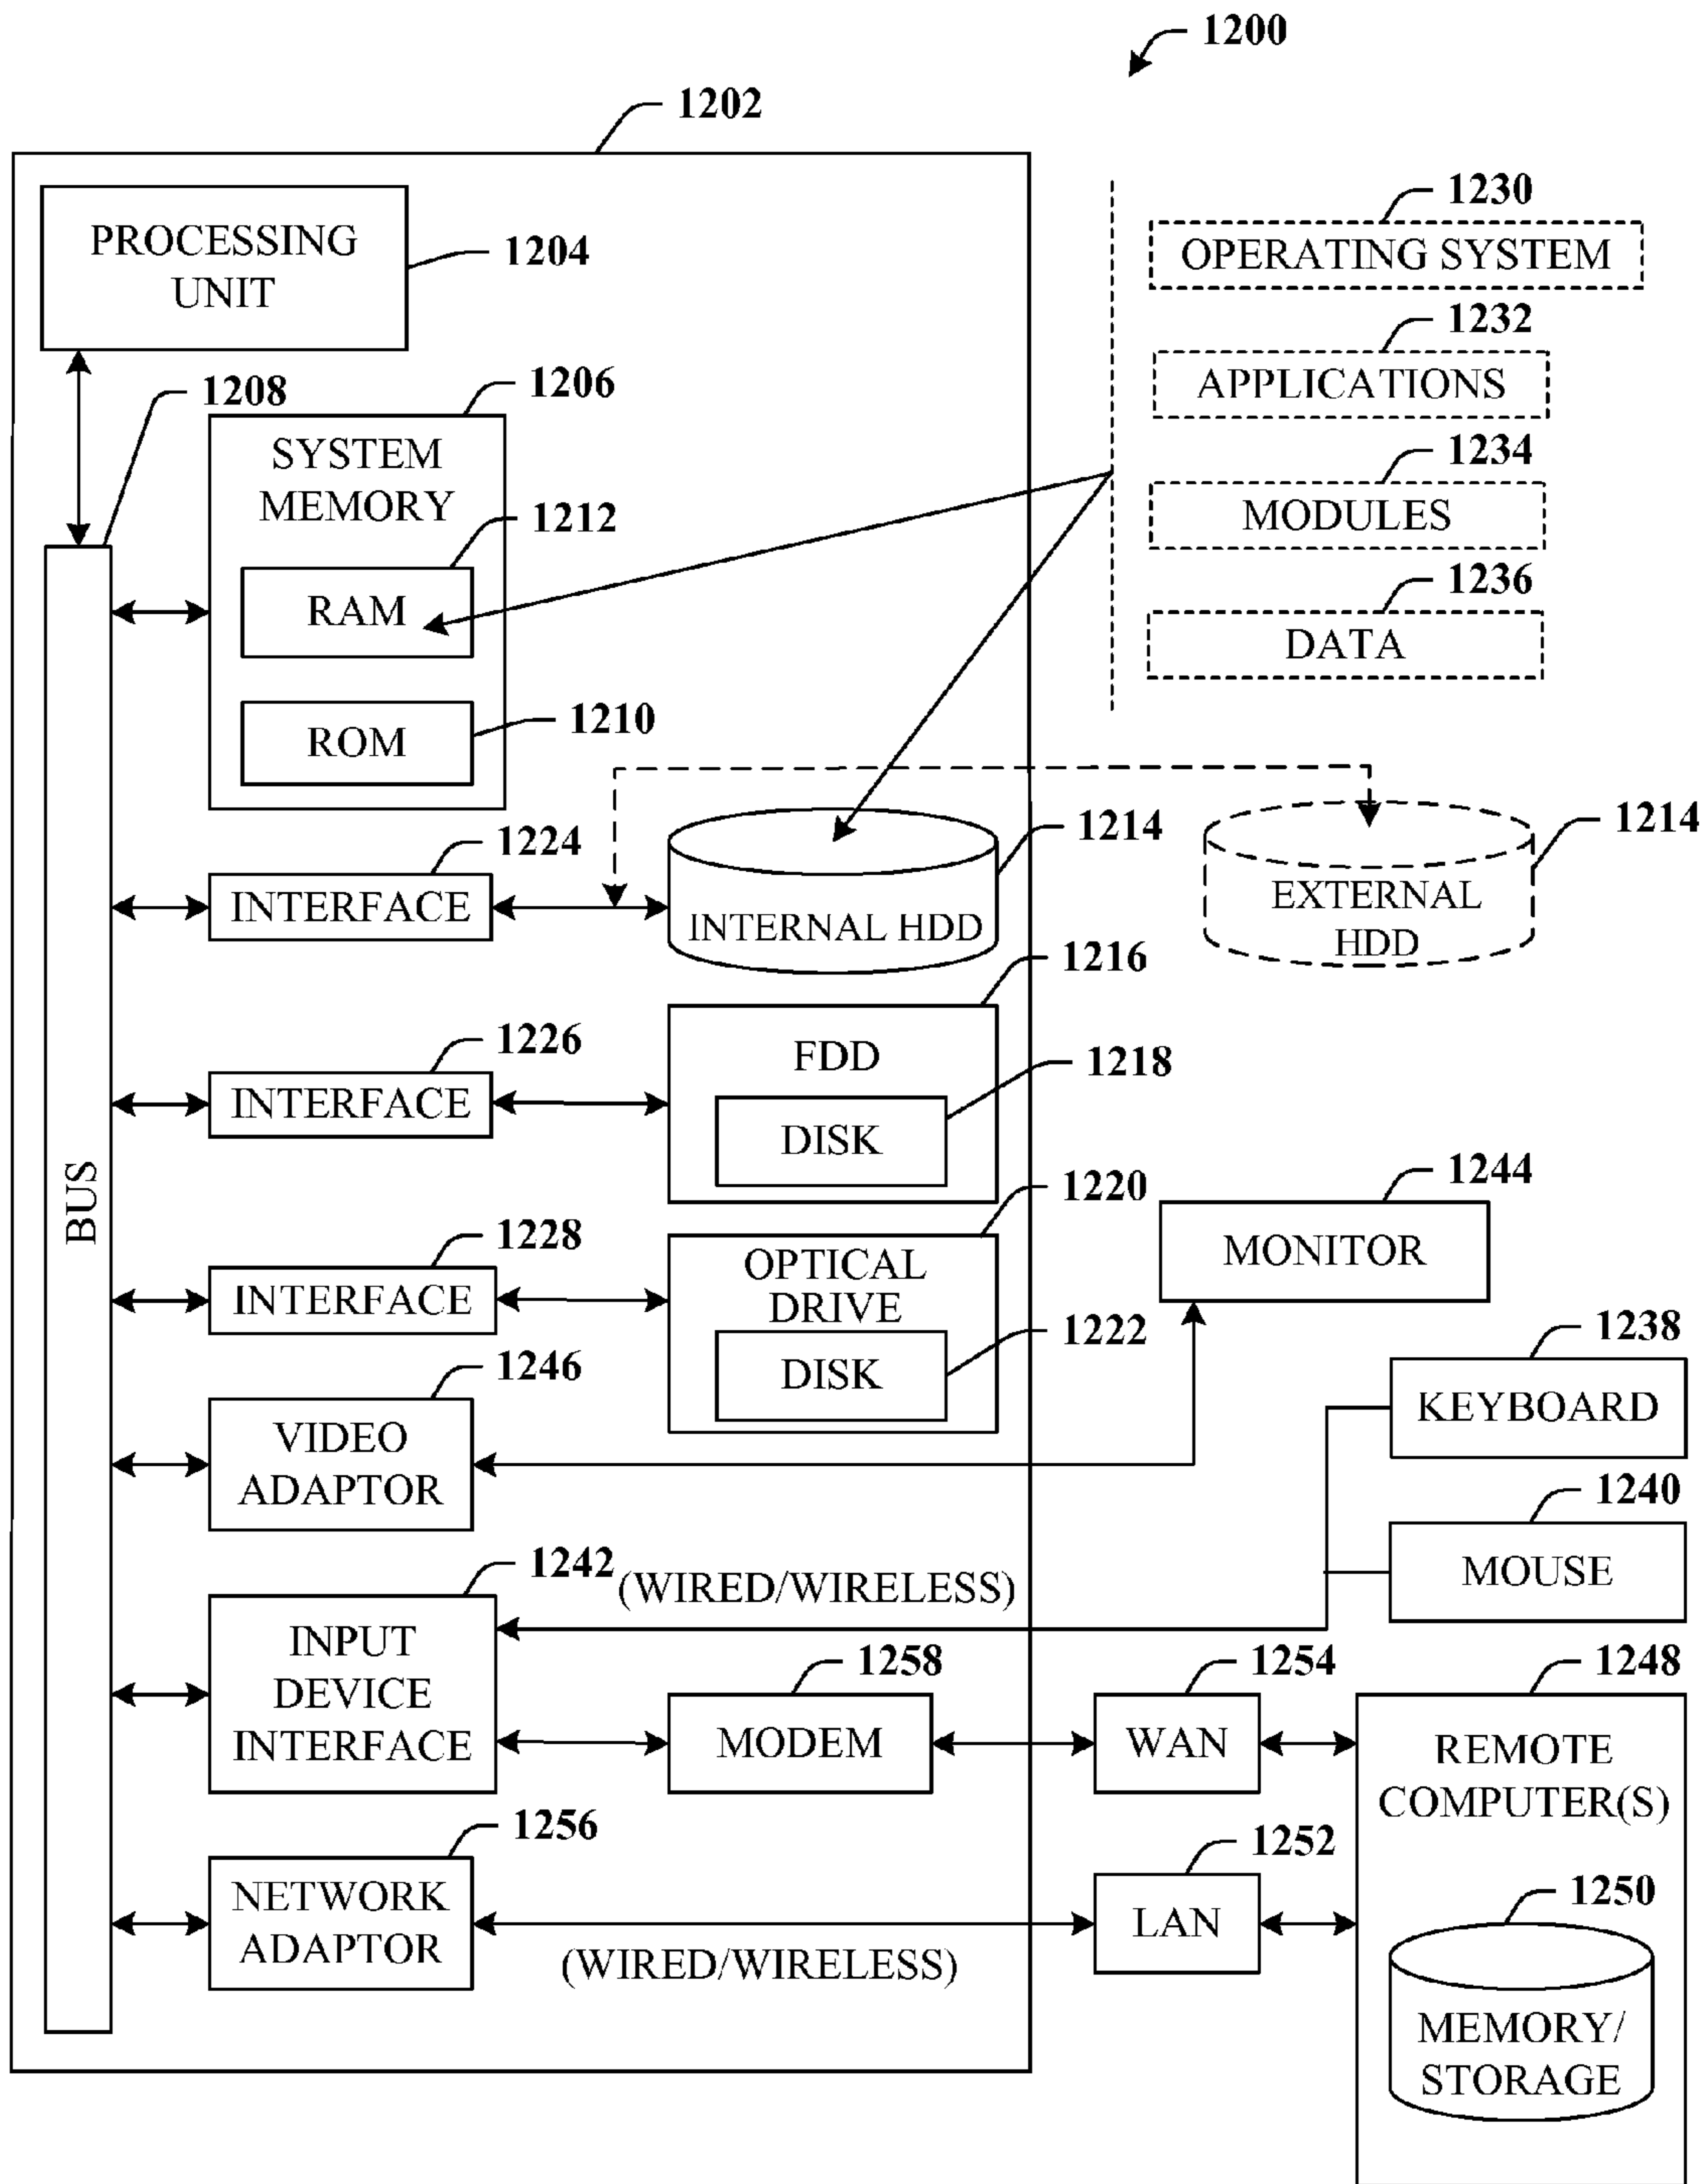 1200
1202
PROCESSING
UNIT
1204
1230
OPERATING SYSTEM
1232
APPLICATIONS
1234
MODULES
1236
DATA
1208
1206
SYSTEM
MEMORY
1212
RAM
1210
ROM
1224
INTERFACE
1214
INTERNAL HDD
1214
EXTERNAL
HDD
1216
FDD
1226
INTERFACE
1218
DISK
BUS
1220
OPTICAL
DRIVE
1228
INTERFACE
1222
DISK
1244
MONITOR
1238
KEYBOARD
1246
VIDEO
ADAPTOR
1240
MOUSE
1242
(WIRED/WIRELESS)
INPUT
DEVICE
INTERFACE
1258
MODEM
1254
WAN
1248
REMOTE
COMPUTER(S)
1256
NETWORK
ADAPTOR
(WIRED/WIRELESS)
1252
LAN
1250
MEMORY/
STORAGE